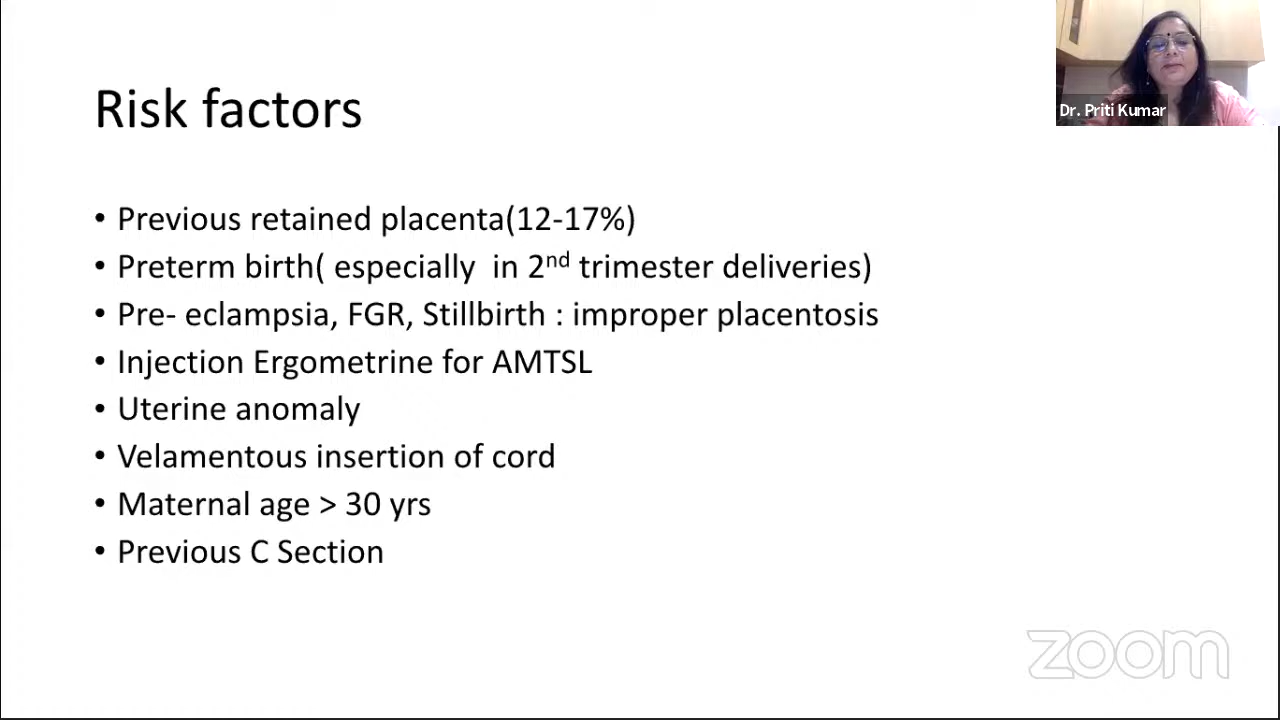 Risk factors
Dr. Priti Kumar
• Previous retained placenta(12-17%)
• Preterm birth( especially  in 2nd trimester deliveries)
• Pre- eclampsia, FGR, Stillbirth : improper placentosis
• Injection Ergometrine for AMTSL
• Uterine anomaly
• Velamentous insertion of cord
• Maternal age > 30 yrs
• Previous C Section
zoom